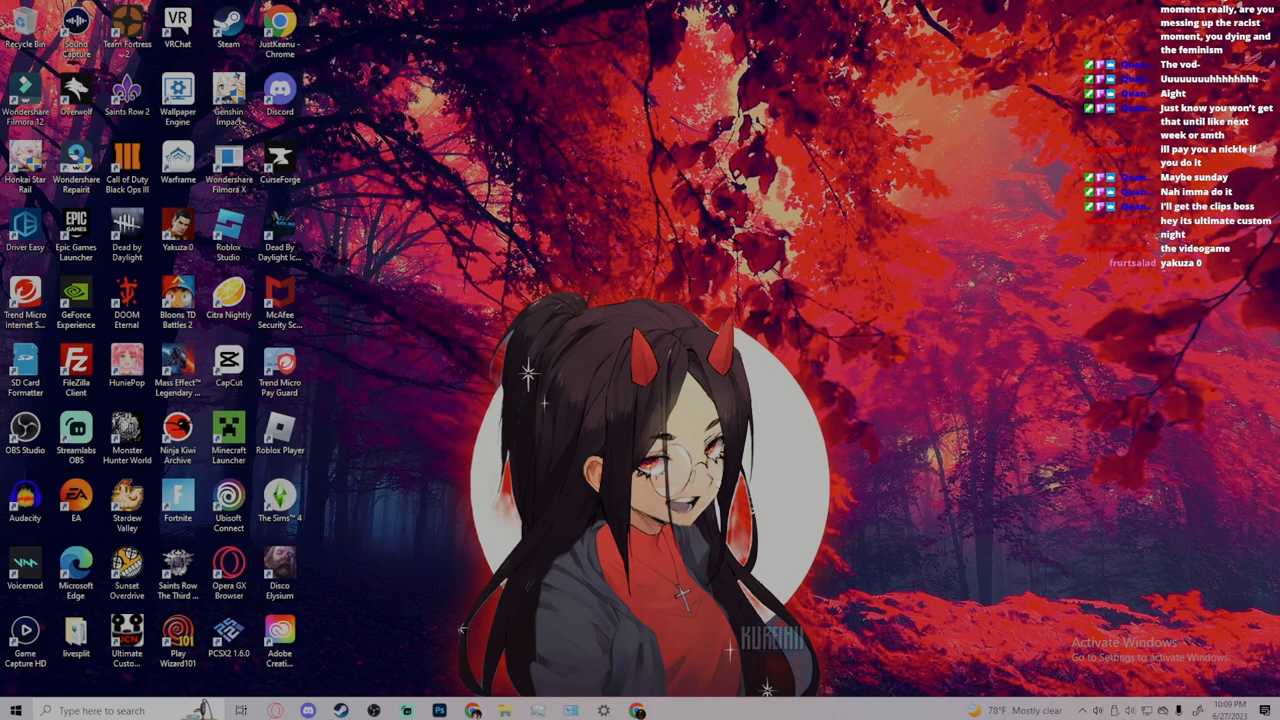 Recycle Bin
Sound
Capture
Team Fortress
2
VRChat
Steam
JustKeanu -
Chrome
Wondershare
Filmora 12
Overwolf
Saints Row 2
Wallpaper
Engine
Genshin
Impact
Discord
Honkai Star
Rail
Wondershare
Repairit
Call of Duty
Black Ops III
Warframe
Wondershare
Filmora X
CurseForge
Driver Easy
Epic Games
Launcher
Dead by
Daylight
Yakuza 0
Roblox
Studio
Dead By
Daylight Ic...
Trend Micro
Internet S...
GeForce
Experience
DOOM
Eternal
Bloons TD
Battles 2
Citra Nightly
McAfee
Security Sc...
SD Card
Formatter
FileZilla
Client
HuniePop
Mass Effect™
Legendary ...
CapCut
Trend Micro
Pay Guard
OBS Studio
Streamlabs
OBS
Monster
Hunter World
Ninja Kiwi
Archive
Minecraft
Launcher
Roblox Player
Audacity
EA
Stardew
Valley
Fortnite
Ubisoft
Connect
The Sims™ 4
Voicemod
Microsoft
Edge
Sunset
Overdrive
Saints Row
The Third ...
Opera GX
Browser
Disco
Elysium
Game
Capture HD
livesplit
Ultimate
Custo...
Play
Wizard101
PCSX2 1.6.0
Adobe
Creati...
moments really, are you
messing up the racist
moment, you dying and
the feminism
Quan... The vod-
Quan... Uuuuuuuhhhhhhhh
Quan... Aight
Quan... Just know you won't get
that until like next
week or smth
ill pay you a nickle if
you do it
Quan... Maybe sunday
Quan... Nah imma do it
Quan... I'll get the clips boss
hey its ultimate custom
night
the videogame
frurtsalad yakuza 0
Activate Windows
Go to Settings to activate Windows.
Type here to search
78°F Mostly clear
10:09 PM
6/27/2023